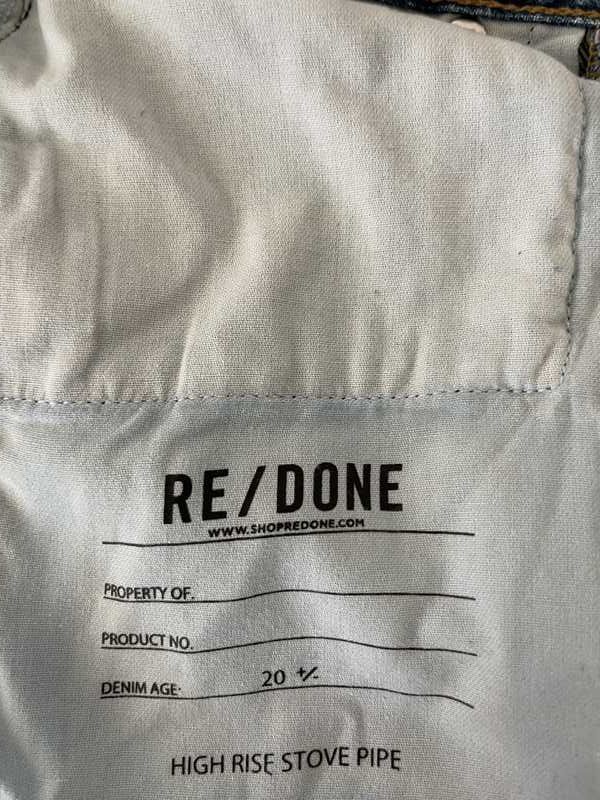 RE/DONE
WWW.SHOPREDONE.COM
PROPERTY OF.
PRODUCT NO.
DENIM AGE: 20 +/-
HIGH RISE STOVE PIPE